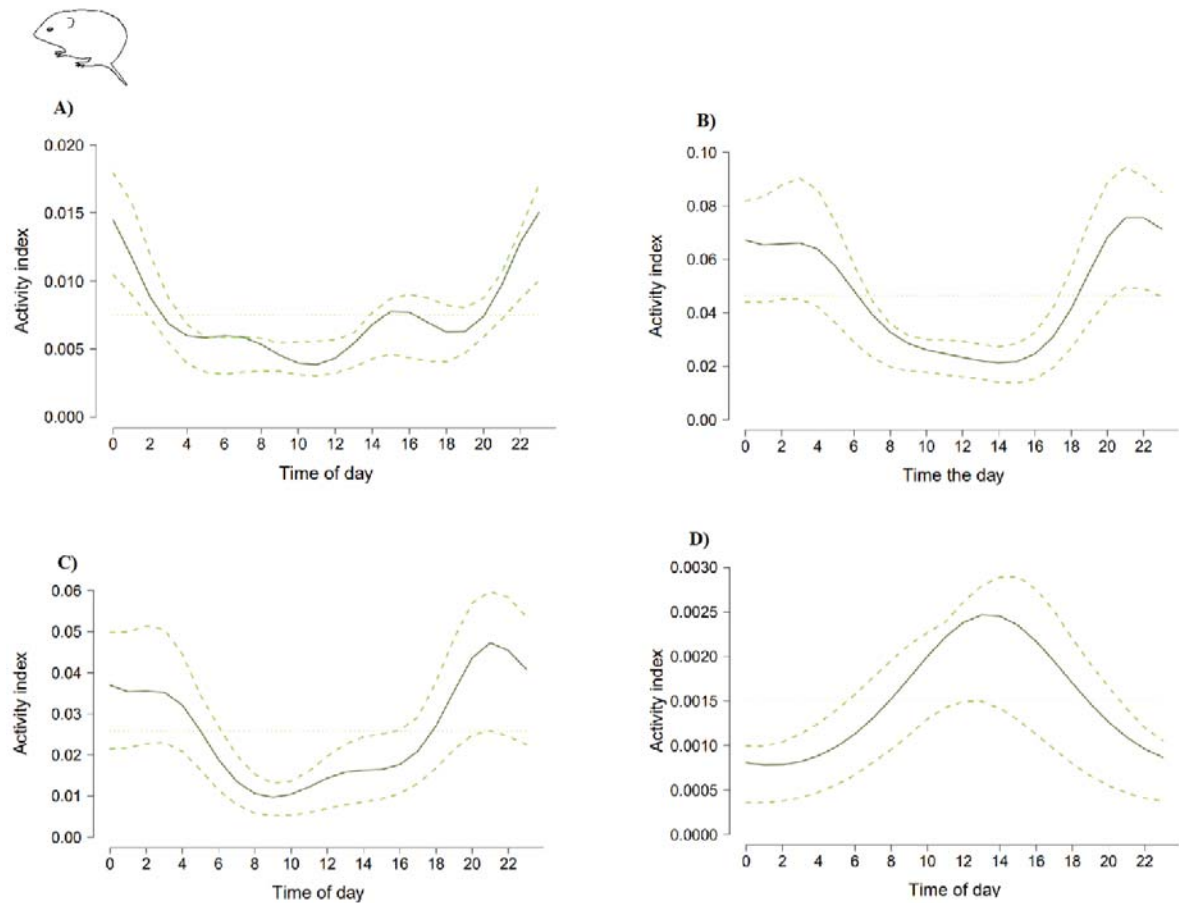 A)
0.020
0.015
0.010
0.005
0.000
Activity index
0 2 4 6 8 10 12 14 16 18 20 22
Time of day
B)
0.10
0.08
0.06
0.04
0.02
0.00
Activity index
0 2 4 6 8 10 12 14 16 18 20 22
Time the day
C)
0.06
0.05
0.04
0.03
0.02
0.01
0.00
Activity index
0 2 4 6 8 10 12 14 16 18 20 22
Time of day
D)
0.0030
0.0025
0.0020
0.0015
0.0010
0.0005
0.0000
Activity index
0 2 4 6 8 10 12 14 16 18 20 22
Time of day